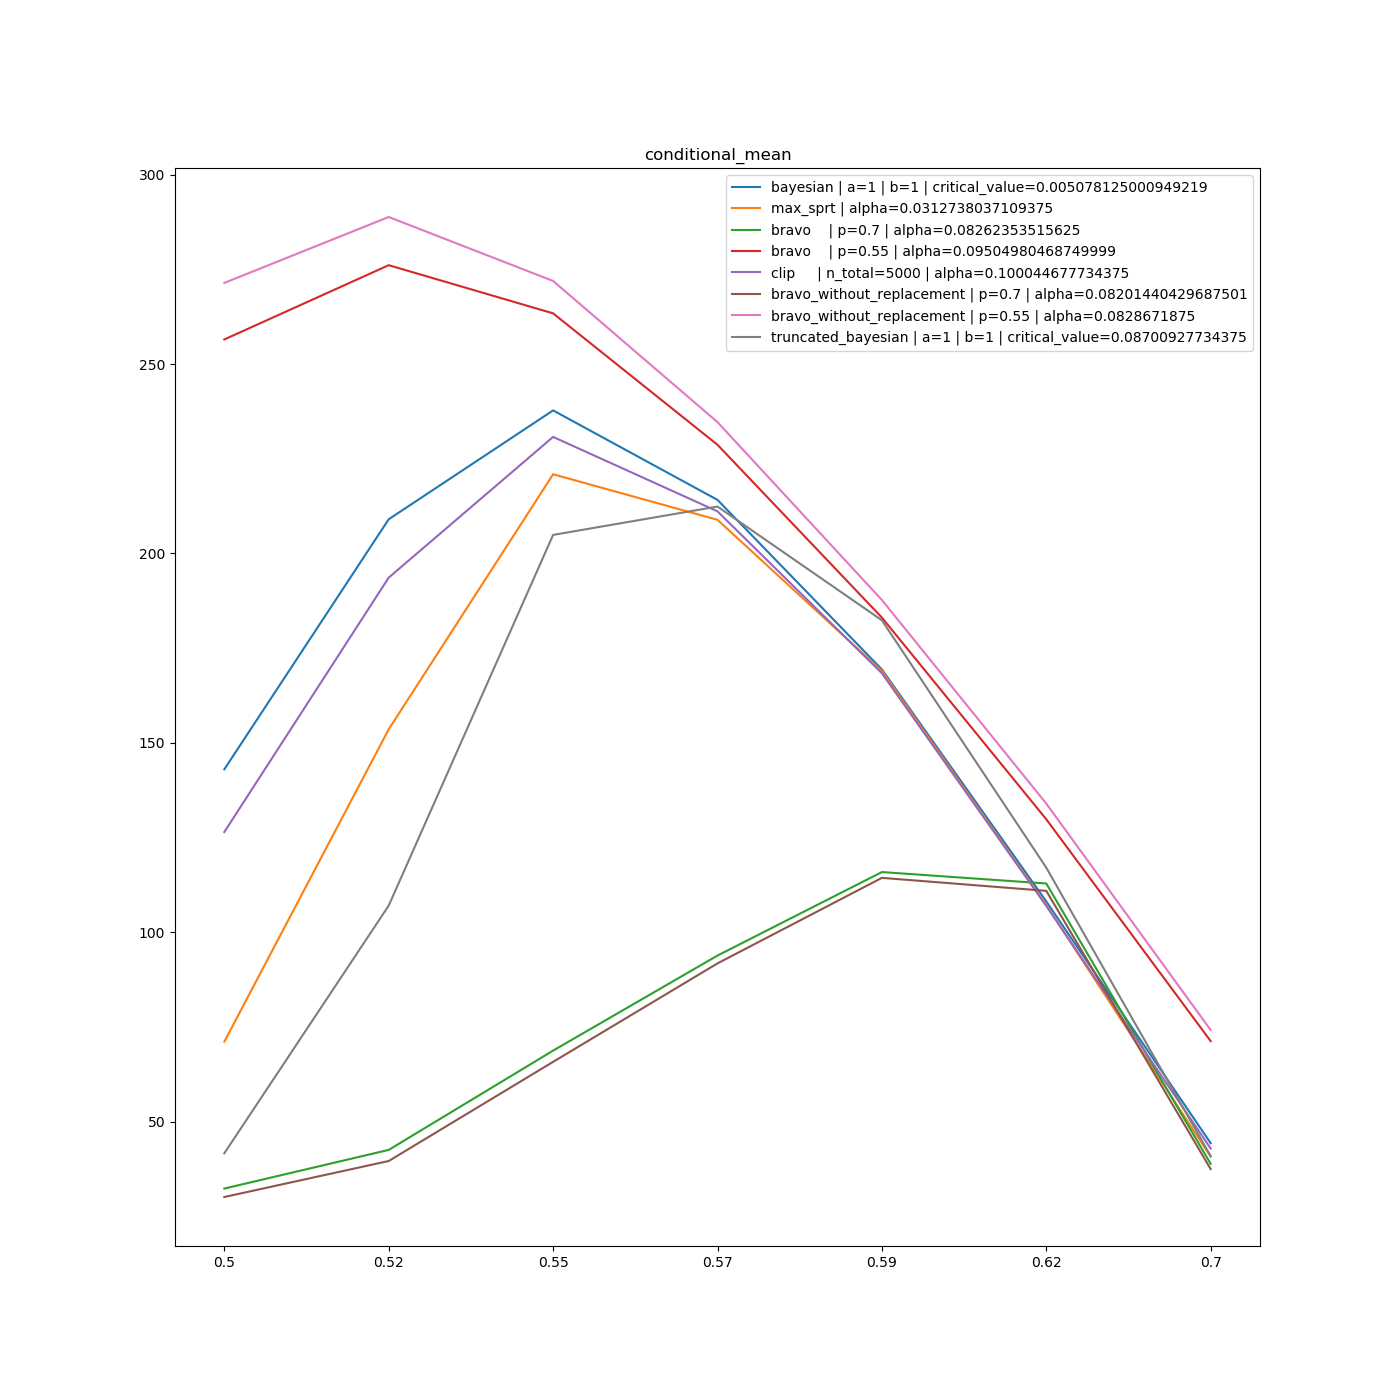 conditional_mean
300
250
200
150
100
50
bayesian | a=1 | b=1 | critical_value=0.005078125000949219
max_sprt | alpha=0.0312738037109375
bravo    | p=0.7 | alpha=0.08262353515625
bravo    | p=0.55 | alpha=0.09504980468749999
clip     | n_total=5000 | alpha=0.100044677734375
bravo_without_replacement | p=0.7 | alpha=0.08201440429687501
bravo_without_replacement | p=0.55 | alpha=0.0828671875
truncated_bayesian | a=1 | b=1 | critical_value=0.08700927734375
0.5 0.52 0.55 0.57 0.59 0.62 0.7